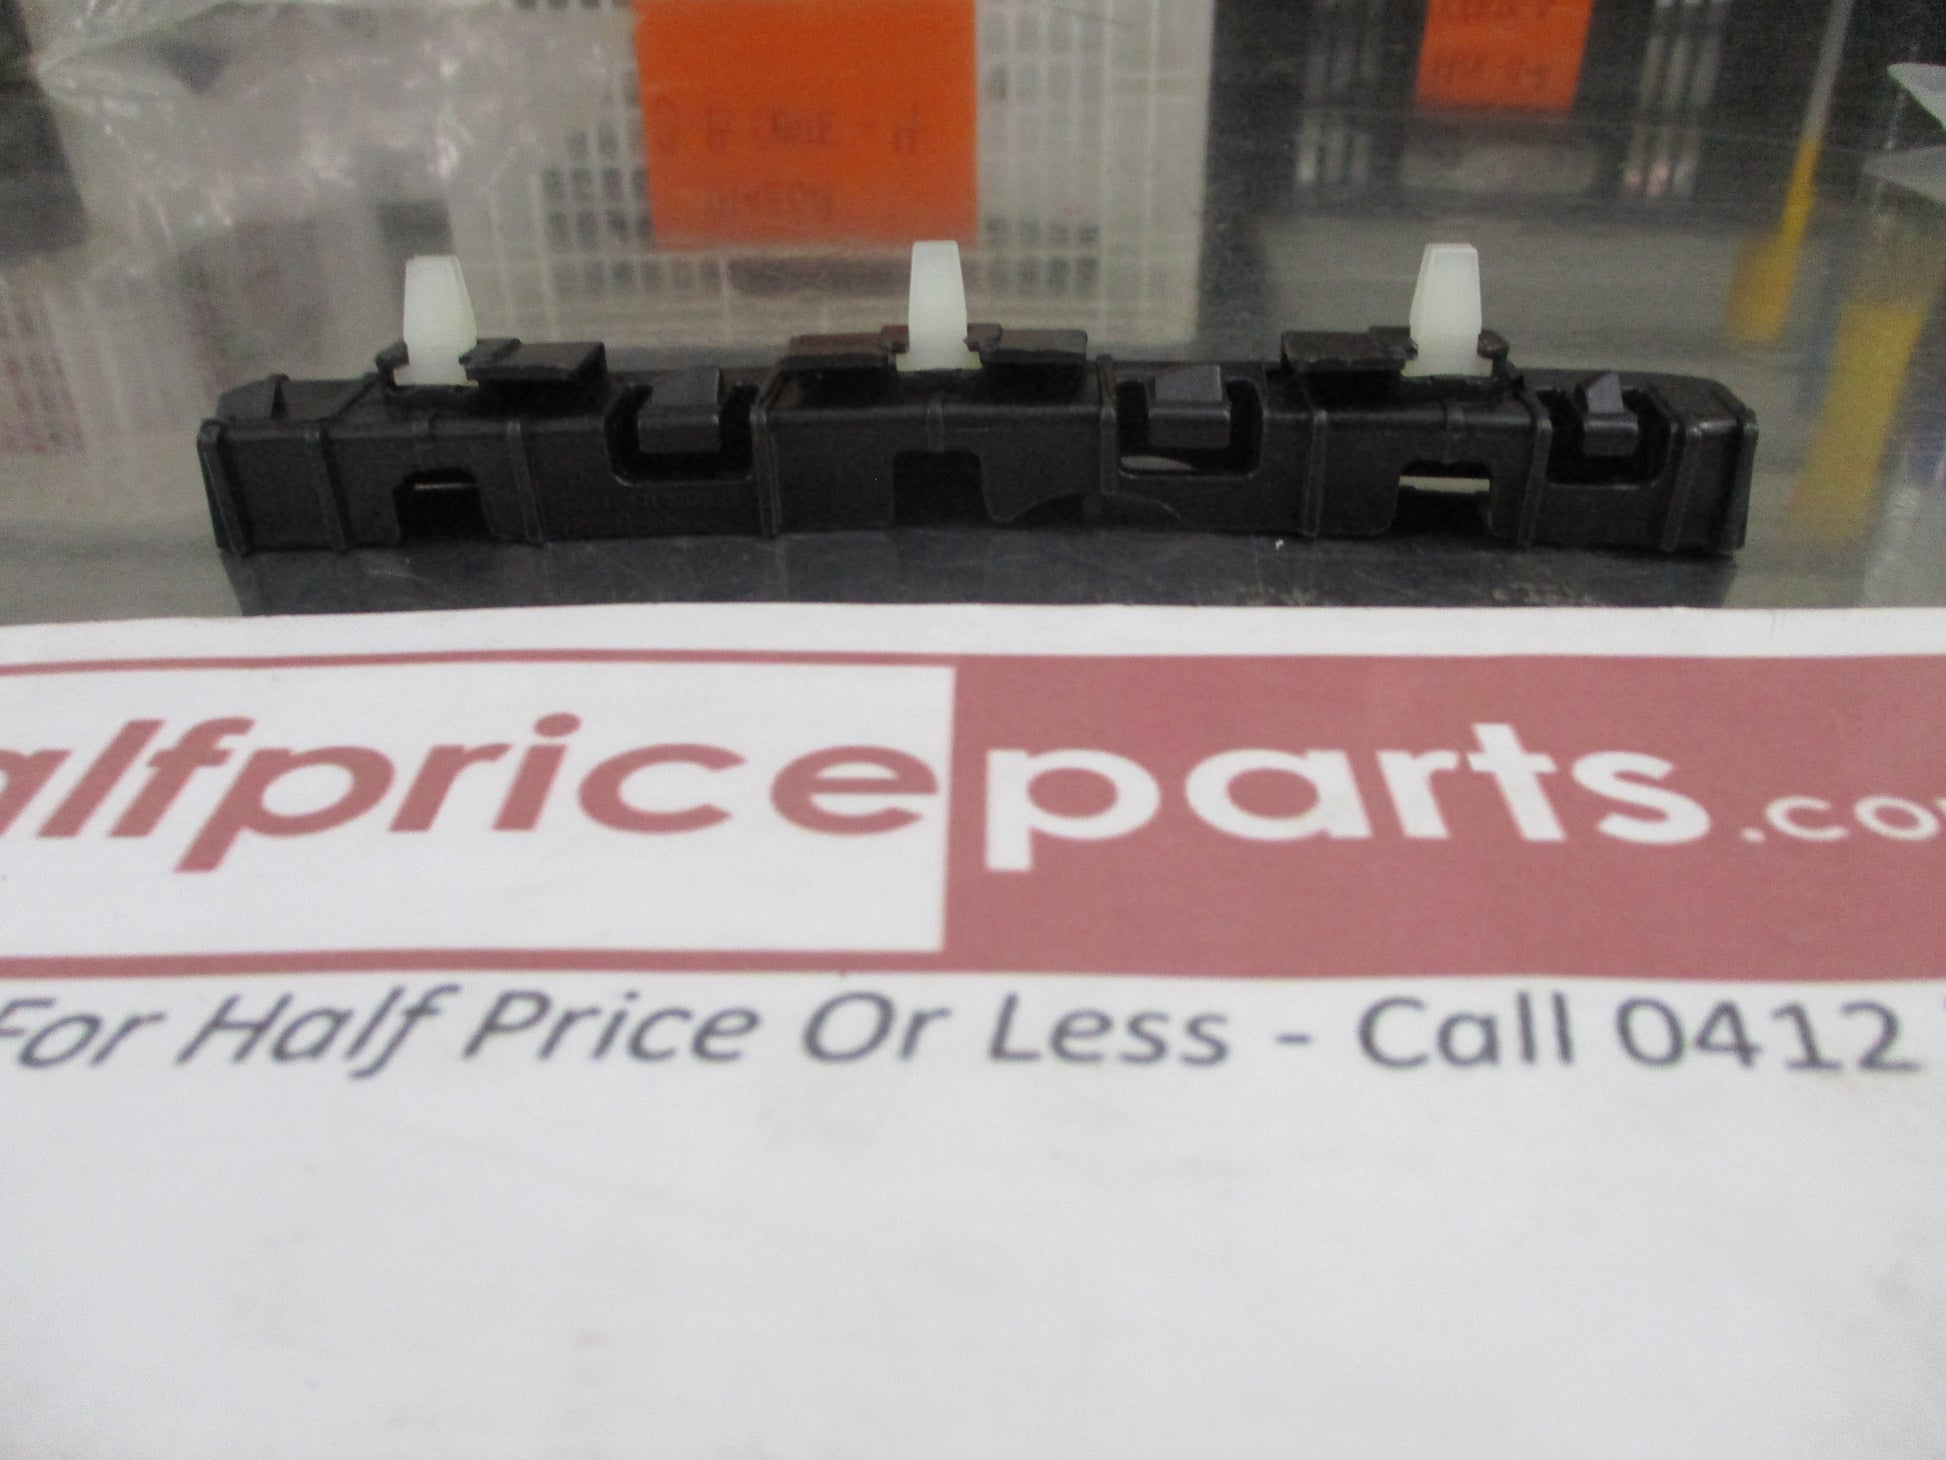 alfpriceparts.co
For Half Price Or Less - Call 0412